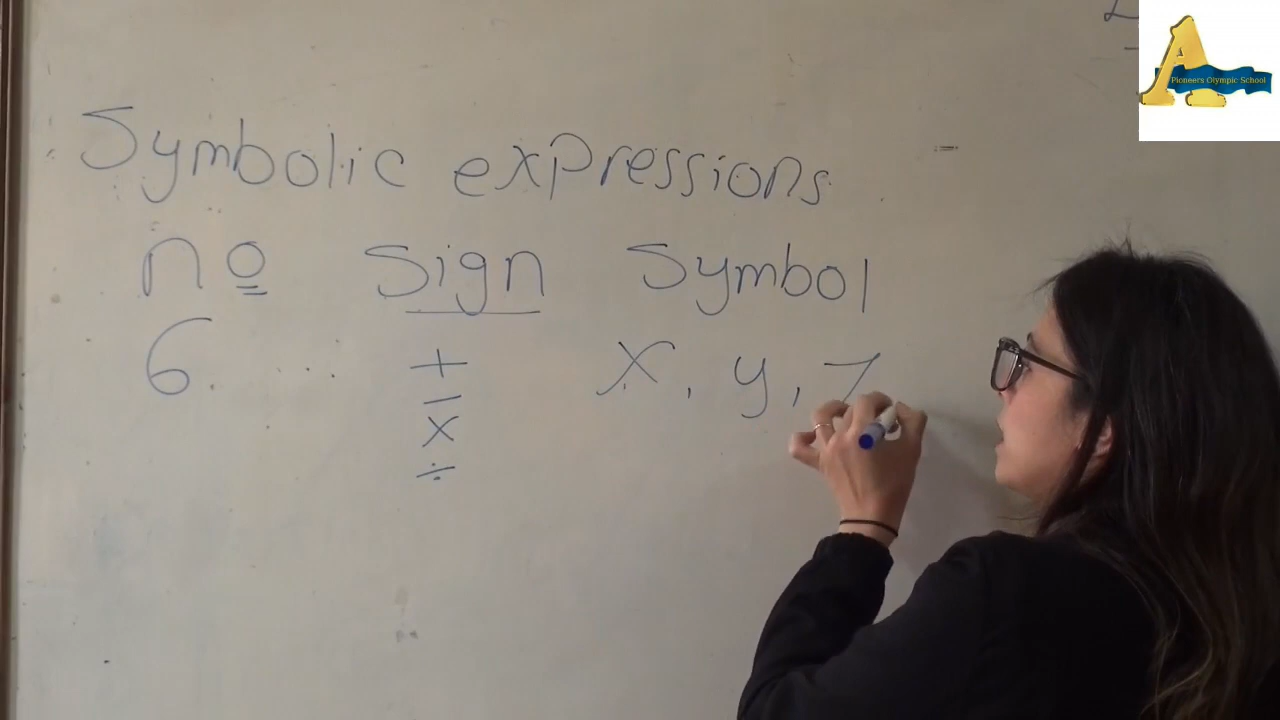 Pioneers Olympic School
Symbolic expressions
nº Sign Symbol
6 ... + x, y, z
−
×
÷